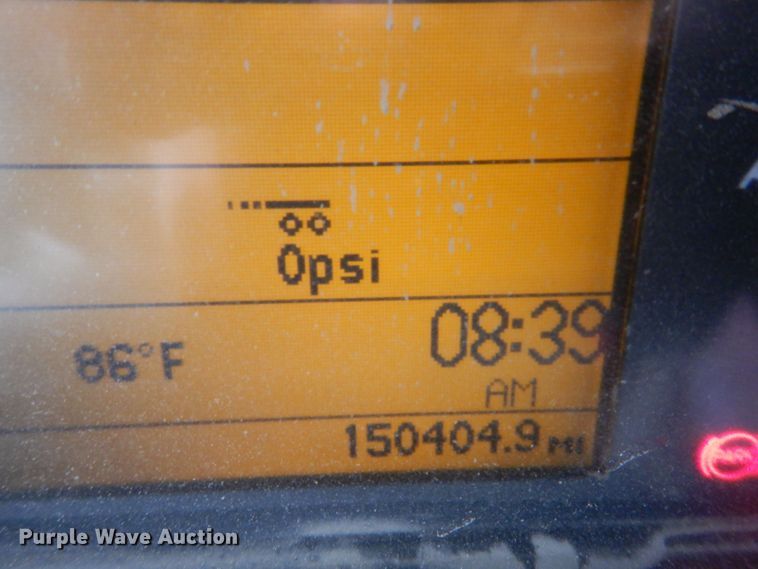 0psi
86°F
08:39
AM
150404.9 MI
Purple Wave Auction